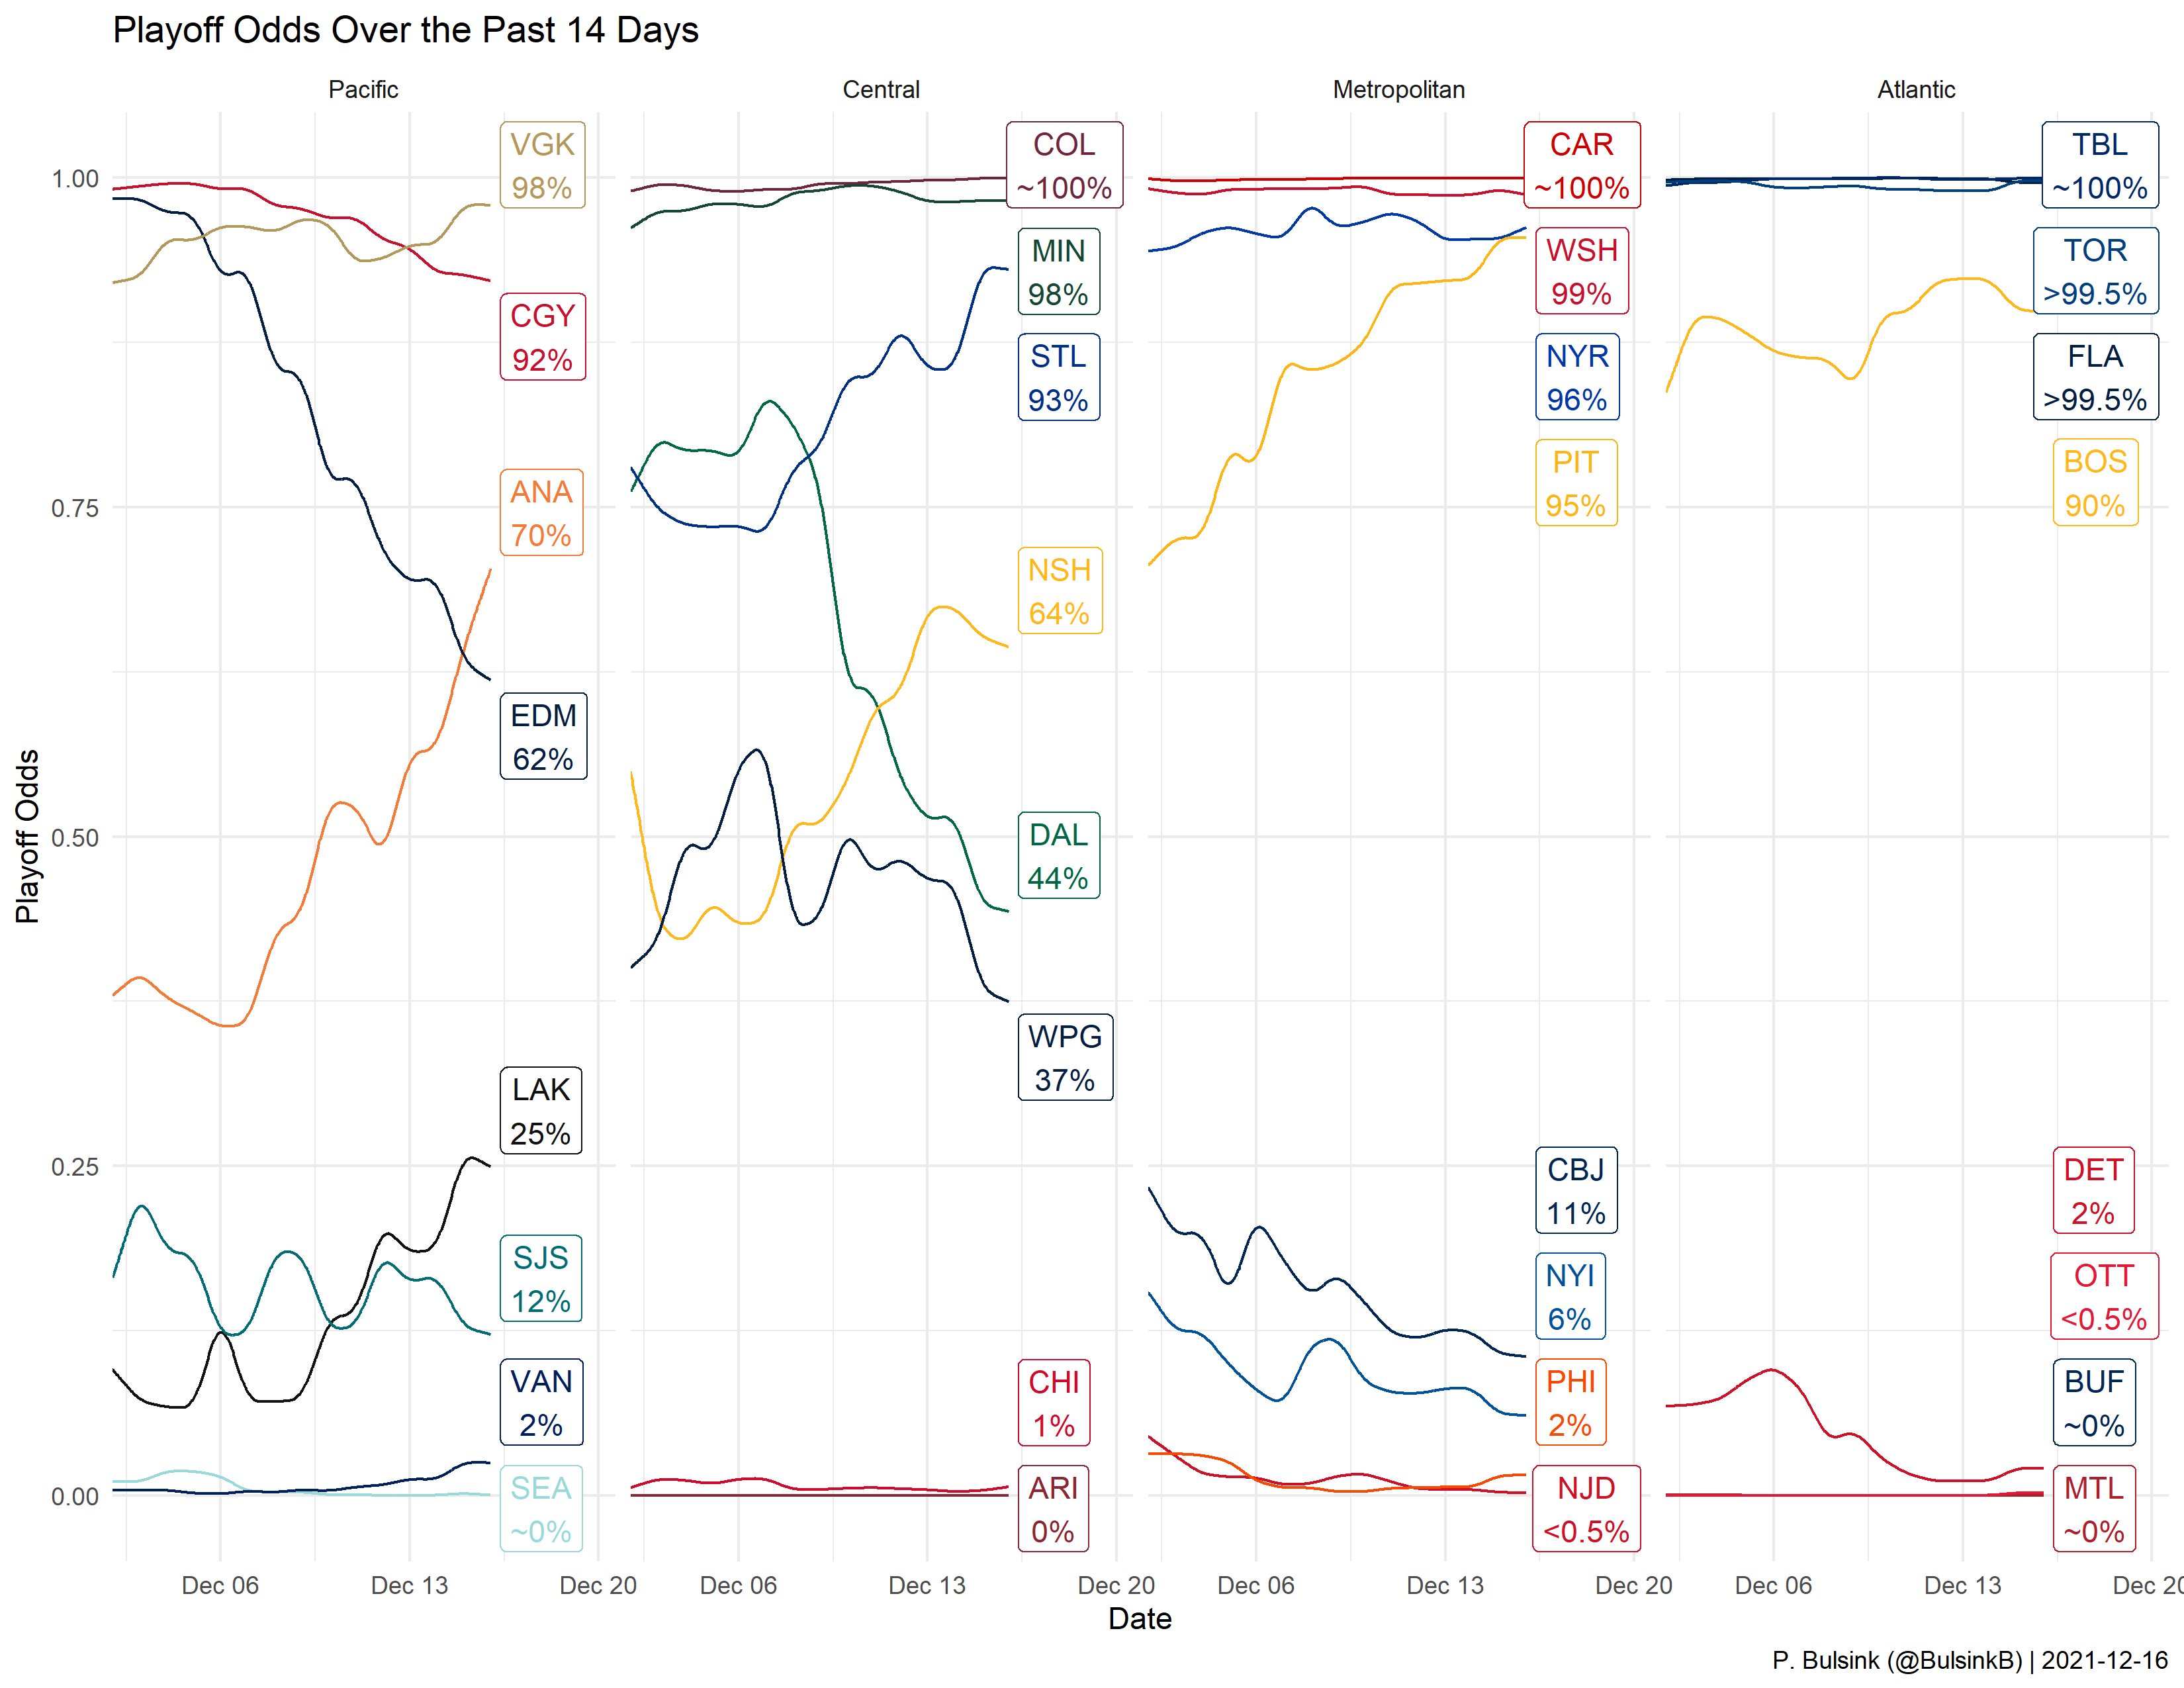 Playoff Odds Over the Past 14 Days
Pacific
Central
Metropolitan
Atlantic
Playoff Odds
1.00
0.75
0.50
0.25
0.00
VGK
98%
CGY
92%
ANA
70%
EDM
62%
LAK
25%
SJS
12%
VAN
2%
SEA
~0%
COL
~100%
MIN
98%
STL
93%
NSH
64%
DAL
44%
WPG
37%
CHI
1%
ARI
0%
CAR
~100%
WSH
99%
NYR
96%
PIT
95%
CBJ
11%
NYI
6%
PHI
2%
NJD
<0.5%
TBL
~100%
TOR
>99.5%
FLA
>99.5%
BOS
90%
DET
2%
OTT
<0.5%
BUF
~0%
MTL
~0%
Dec 06 Dec 13 Dec 20 Dec 06 Dec 13 Dec 20 Dec 06 Dec 13 Dec 20 Dec 06 Dec 13 Dec 20
Date
P. Bulsink (@BulsinkB) | 2021-12-16